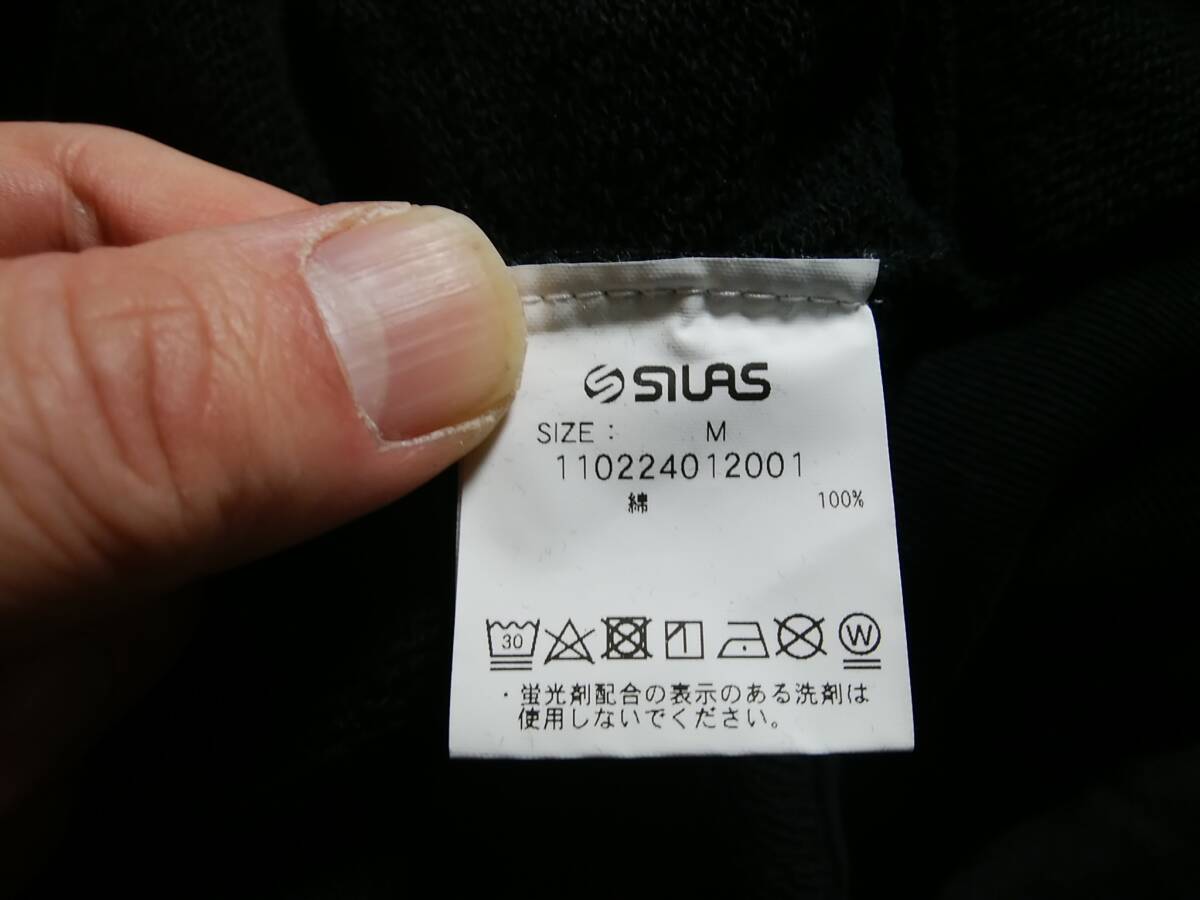 SILAS
SIZE : M
110224012001
綿 100%
30 W
・蛍光剤配合の表示のある洗剤は
使用しないでください。